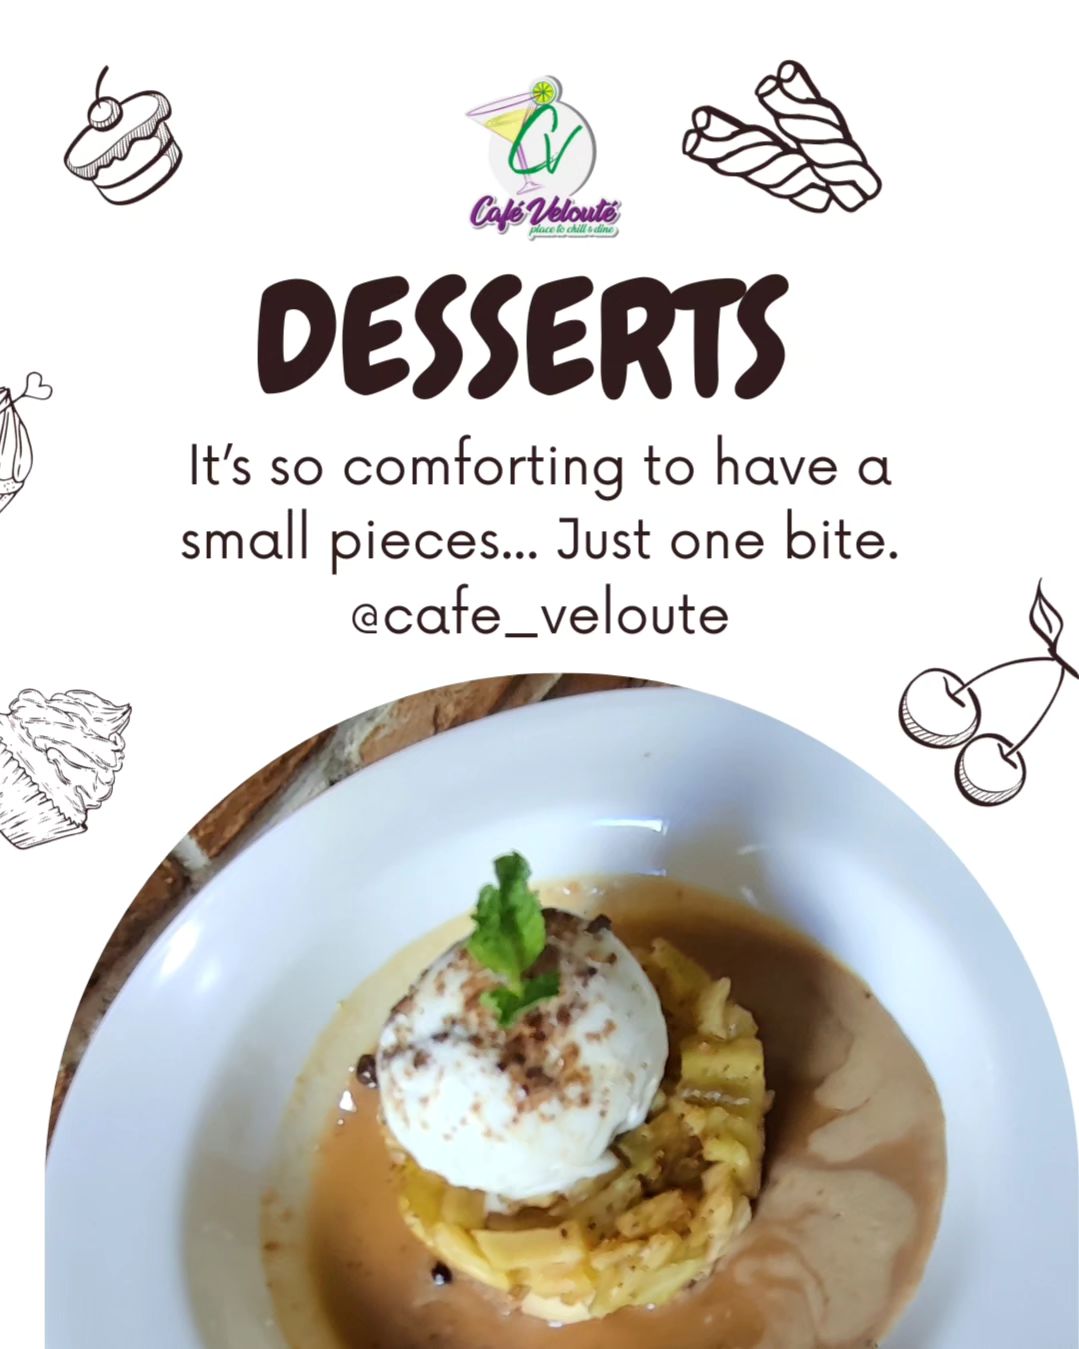 CV
Café Velouté
place to chill & dine
DESSERTS
It's so comforting to have a
small pieces... Just one bite.
@cafe_veloute